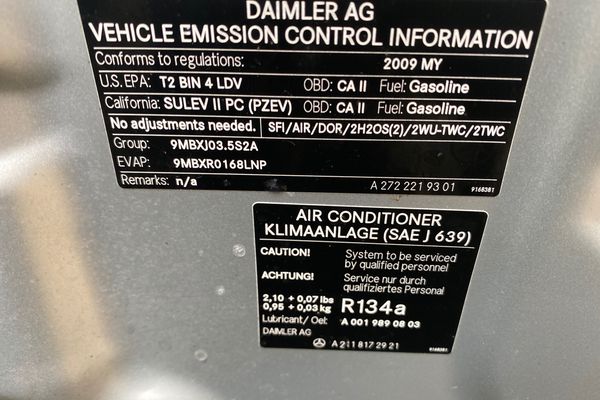 DAIMLER AG
VEHICLE EMISSION CONTROL INFORMATION
Conforms to regulations: 2009 MY
U.S. EPA: T2 BIN 4 LDV OBD: CA II Fuel: Gasoline
California: SULEV II PC (PZEV) OBD: CA II Fuel: Gasoline
No adjustments needed. SFI/AIR/DOR/2H2OS(2)/2WU-TWC/2TWC
Group: 9MBXJ03.5S2A
EVAP: 9MBXR0168LNP
Remarks: n/a A 272 221 93 01 9168381
AIR CONDITIONER
KLIMAANLAGE (SAE J 639)
CAUTION! System to be serviced
by qualified personnel
ACHTUNG! Service nur durch
qualifiziertes Personal
2,10 + 0,07 lbs
0,95 + 0,03 kg R134a
Lubricant/ Oel: A 001 989 08 03
DAIMLER AG
A 211 817 29 21 9168381